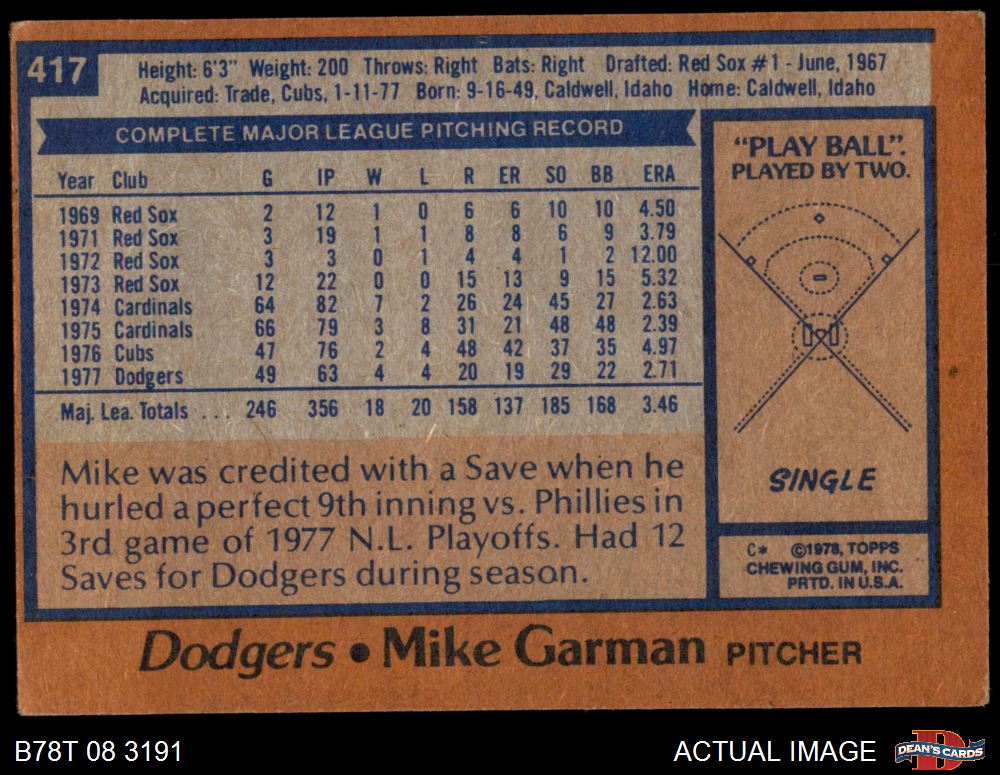 417
Height: 6'3" Weight: 200 Throws: Right Bats: Right Drafted: Red Sox #1 - June, 1967
Acquired: Trade, Cubs, 1-11-77 Born: 9-16-49, Caldwell, Idaho Home: Caldwell, Idaho
COMPLETE MAJOR LEAGUE PITCHING RECORD
Year Club G IP W L R ER SO BB ERA
1969 Red Sox 2 12 1 0 6 6 10 10 4.50
1971 Red Sox 3 19 1 1 8 8 6 9 3.79
1972 Red Sox 3 3 0 1 4 4 1 2 12.00
1973 Red Sox 12 22 0 0 15 13 9 15 5.32
1974 Cardinals 64 82 7 2 26 24 45 27 2.63
1975 Cardinals 66 79 3 8 31 21 48 48 2.39
1976 Cubs 47 76 2 4 48 42 37 35 4.97
1977 Dodgers 49 63 4 4 20 19 29 22 2.71
Maj. Lea. Totals . . . 246 356 18 20 158 137 185 168 3.46
Mike was credited with a Save when he
hurled a perfect 9th inning vs. Phillies in
3rd game of 1977 N.L. Playoffs. Had 12
Saves for Dodgers during season.
"PLAY BALL".
PLAYED BY TWO.
SINGLE
C* ©1978, TOPPS
CHEWING GUM, INC.
PRTD. IN U.S.A.
Dodgers • Mike Garman PITCHER
B78T 08 3191
ACTUAL IMAGE
D
DEAN'S CARDS